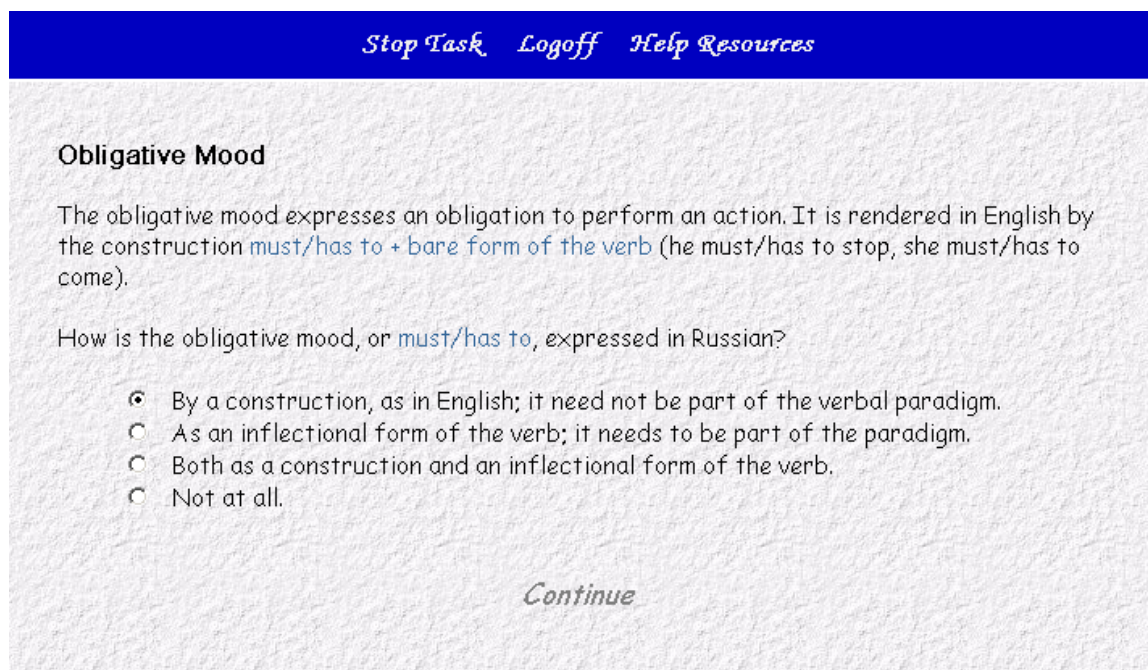 Stop Task Logoff Help Resources
Obligative Mood
The obligative mood expresses an obligation to perform an action. It is rendered in English by
the construction must/has to + bare form of the verb (he must/has to stop, she must/has to
come).
How is the obligative mood, or must/has to, expressed in Russian?
By a construction, as in English; it need not be part of the verbal paradigm.
As an inflectional form of the verb; it needs to be part of the paradigm.
Both as a construction and an inflectional form of the verb.
Not at all.
Continue